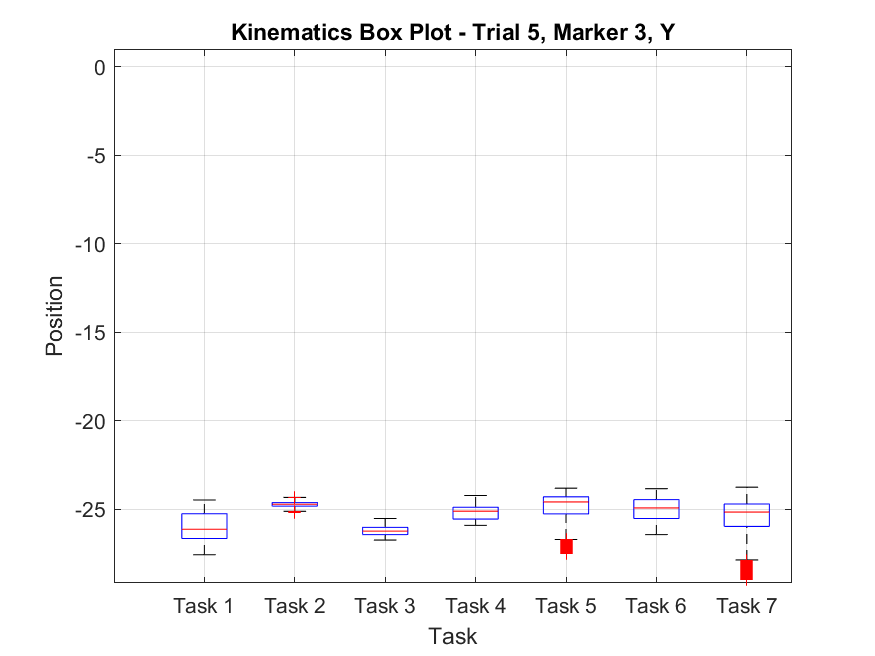 Kinematics Box Plot - Trial 5, Marker 3, Y
0
-5
-10
-15
-20
-25
Position
Task 1 Task 2 Task 3 Task 4 Task 5 Task 6 Task 7
Task